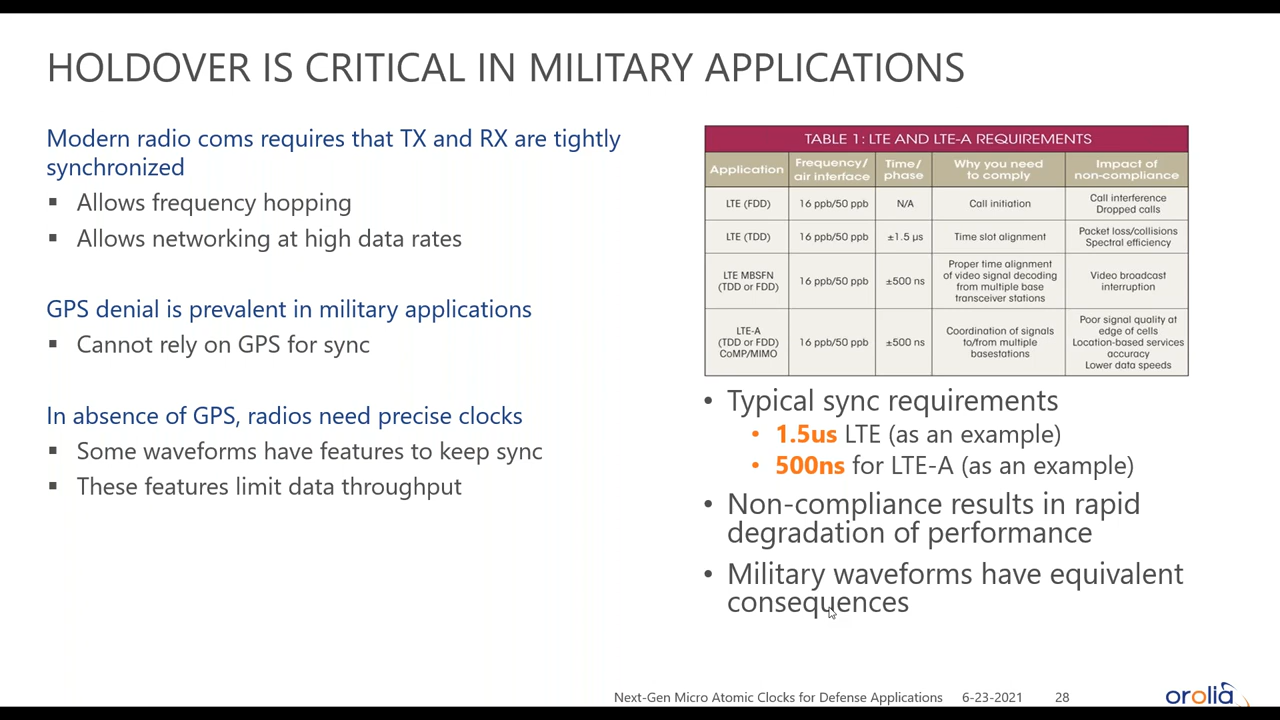 HOLDOVER IS CRITICAL IN MILITARY APPLICATIONS
Modern radio coms requires that TX and RX are tightly
synchronized
▪ Allows frequency hopping
▪ Allows networking at high data rates
GPS denial is prevalent in military applications
▪ Cannot rely on GPS for sync
In absence of GPS, radios need precise clocks
▪ Some waveforms have features to keep sync
▪ These features limit data throughput
TABLE 1: LTE AND LTE-A REQUIREMENTS
Application Frequency/ air interface Time/ phase Why you need to comply Impact of non-compliance
LTE (FDD) 16 ppb/50 ppb N/A Call initiation Call interference Dropped calls
LTE (TDD) 16 ppb/50 ppb ±1.5 µs Time slot alignment Packet loss/collisions Spectral efficiency
LTE MBSFN (TDD or FDD) 16 ppb/50 ppb ±500 ns Proper time alignment of video signal decoding from multiple base transceiver stations Video broadcast interruption
LTE-A (TDD or FDD) CoMP/MIMO 16 ppb/50 ppb ±500 ns Coordination of signals to/from multiple basestations Poor signal quality at edge of cells Location-based services accuracy Lower data speeds
• Typical sync requirements
• 1.5us LTE (as an example)
• 500ns for LTE-A (as an example)
• Non-compliance results in rapid
degradation of performance
• Military waveforms have equivalent
consequences
Next-Gen Micro Atomic Clocks for Defense Applications 6-23-2021 28
orolia